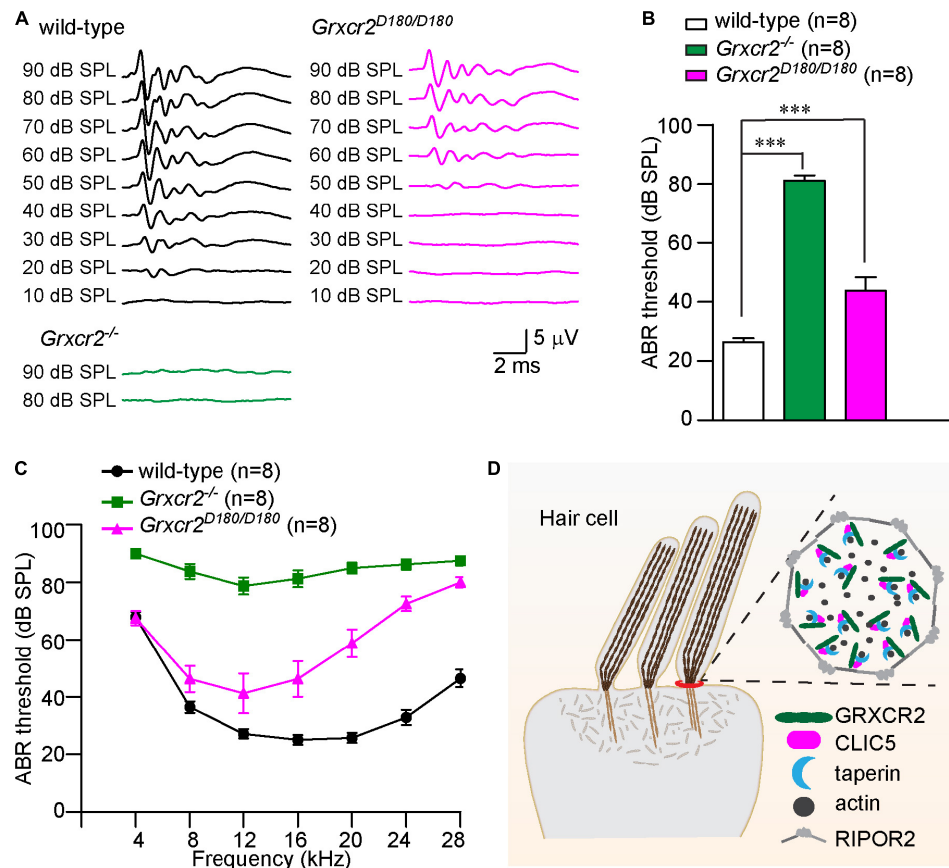 A
wild-type
Grxcr2D180/D180
90 dB SPL
80 dB SPL
70 dB SPL
60 dB SPL
50 dB SPL
40 dB SPL
30 dB SPL
20 dB SPL
10 dB SPL
90 dB SPL
80 dB SPL
70 dB SPL
60 dB SPL
50 dB SPL
40 dB SPL
30 dB SPL
20 dB SPL
10 dB SPL
Grxcr2-/-
90 dB SPL
80 dB SPL
5 μV
2 ms
B
wild-type (n=8)
Grxcr2-/- (n=8)
Grxcr2D180/D180 (n=8)
ABR threshold (dB SPL)
100
80
60
40
20
0
***
***
C
wild-type (n=8)
Grxcr2-/- (n=8)
Grxcr2D180/D180 (n=8)
ABR threshold (dB SPL)
100
80
60
40
20
0
4 8 12 16 20 24 28
Frequency (kHz)
D
Hair cell
GRXCR2
CLIC5
taperin
actin
RIPOR2